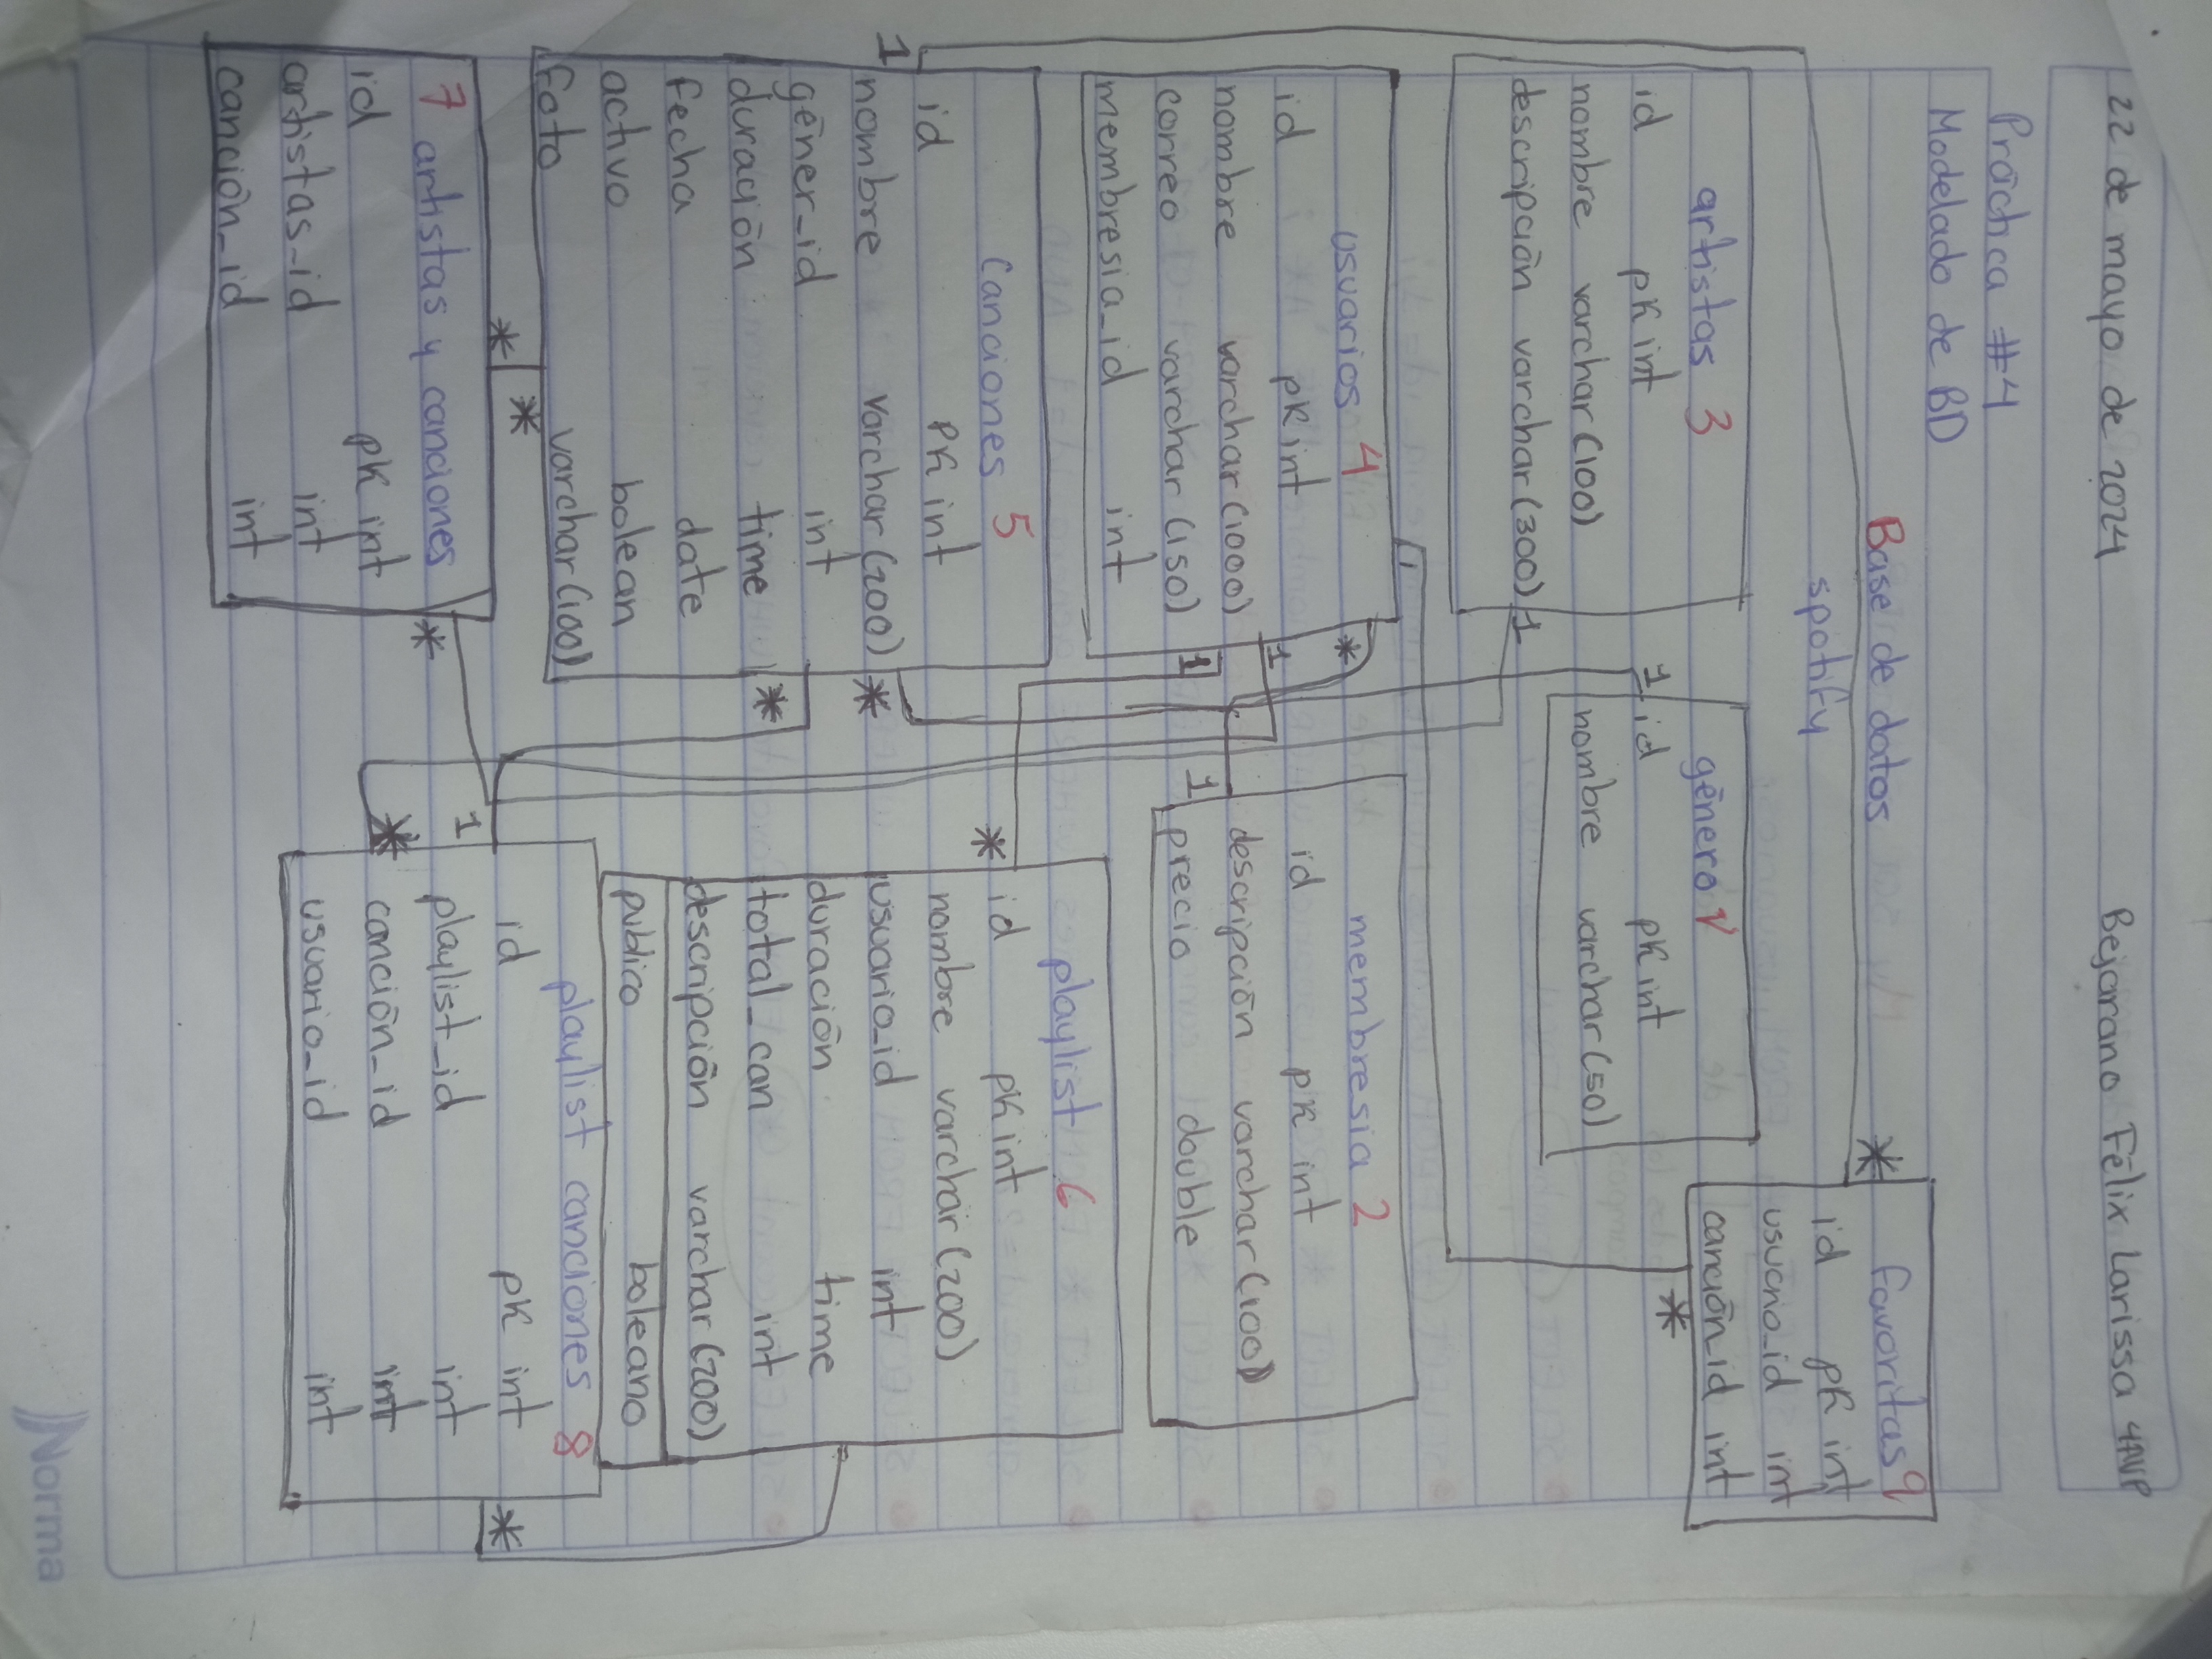 22 de mayo de 2024 Bejarano Félix Larissa 4AVP
Práctica #4
Modelado de BD
Base de datos
spotify
artistas 3
id pk int
nombre varchar(100)
descripción varchar(300)
1
género 1
1
id pk int
nombre varchar(50)
*
favoritas 9
id pk int
usuario_id int
canción_id int
*
usuarios 4
id pk int
nombre varchar(1000)
correo varchar(150)
membresia_id int
*
1
1
membresia 2
id pk int
descripción varchar(100)
precio double
1
1
Canciones 5
id pk int
nombre varchar(200)
géner_id int
duración time
fecha date
activo bolean
foto varchar(100)
*
*
*
*
playlist 6
id pk int
nombre varchar(200)
usuario_id int
duración time
total_can int
descripción varchar(200)
publico boleano
*
7 artistas y canciones
id pk int
artistas_id int
canción_id int
*
*
playlist canciones 8
id pk int
playlist_id int
canción_id int
usuario_id int
1
*
*
Norma